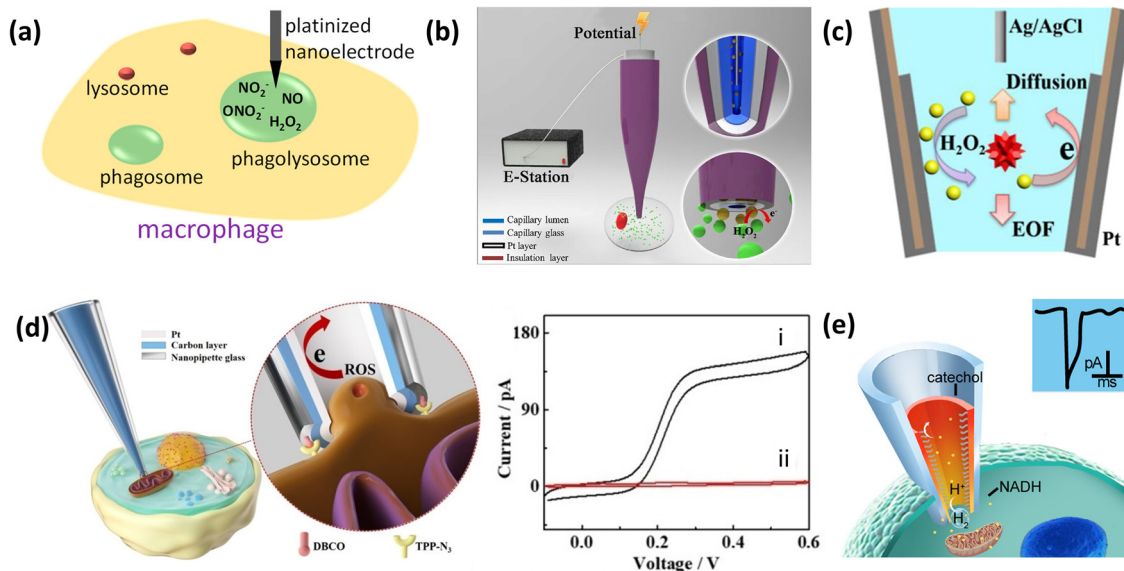 (a)
platinized
nanoelectrode
lysosome
NO₂⁻
NO
ONOO₂⁻
H₂O₂
phagolysosome
phagosome
macrophage
(b)
Potential
E-Station
H₂O₂
e⁻
Capillary lumen
Capillary glass
Pt layer
Insulation layer
(c)
Ag/AgCl
Diffusion
H₂O₂
e
EOF
Pt
(d)
Pt
Carbon layer
Nanopipette glass
e
ROS
DBCO
TPP-N₃
Current / pA
180
90
0
i
ii
0.0
0.2
0.4
0.6
Voltage / V
(e)
pA
ms
catechol
NADH
H⁺
H₂